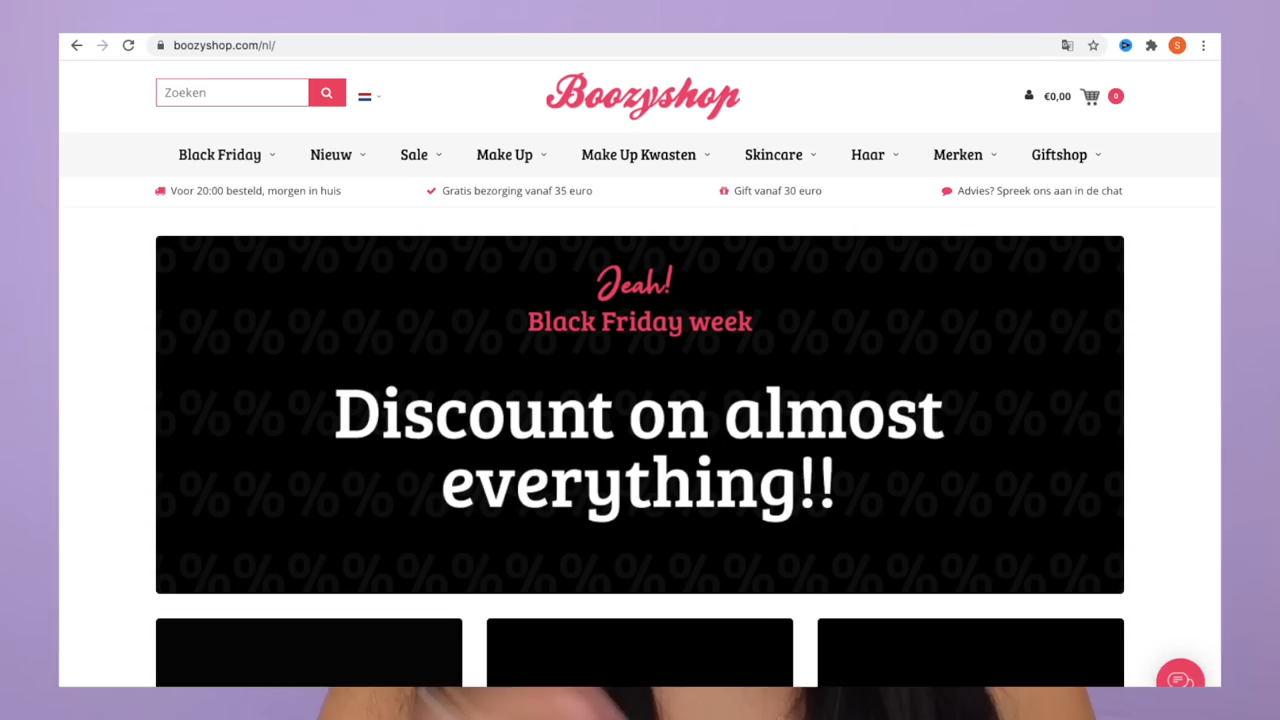 boozyshop.com/nl/
S
Zoeken
Boozyshop
€0,00
0
Black Friday
Nieuw
Sale
Make Up
Make Up Kwasten
Skincare
Haar
Merken
Giftshop
Voor 20:00 besteld, morgen in huis
Gratis bezorging vanaf 35 euro
Gift vanaf 30 euro
Advies? Spreek ons aan in de chat
Jeah!
Black Friday week
Discount on almost
everything!!